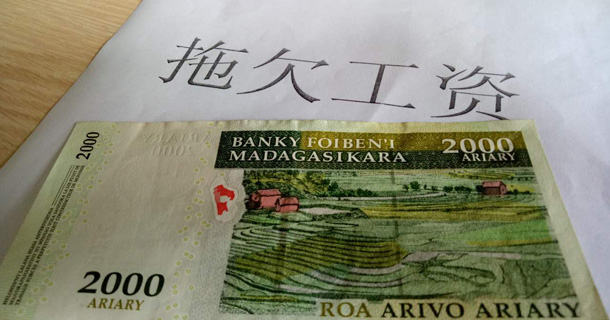 拖欠工资
2000
BANKY FOIBEN'I
MADAGASIKARA
2000
ARIARY
2000
ARIARY
ROA ARIVO ARIARY